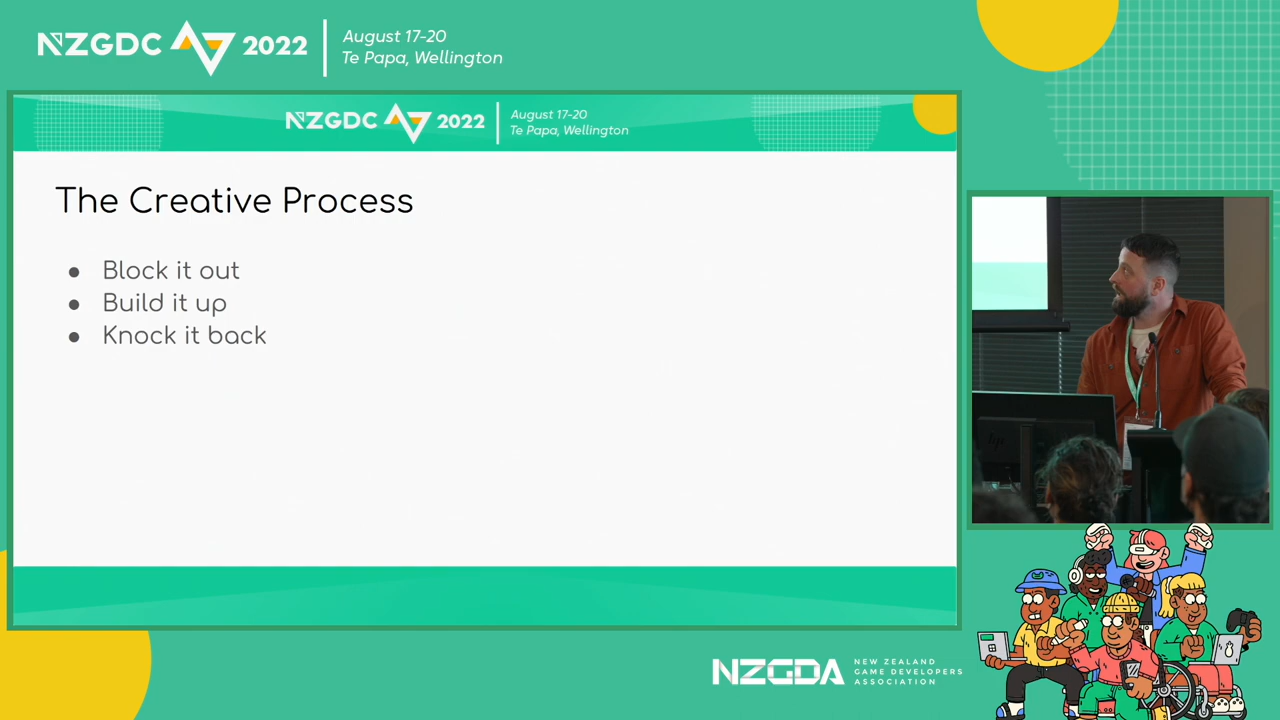 NZGDC 2022
August 17-20
Te Papa, Wellington
NZGDC 2022
August 17-20
Te Papa, Wellington
The Creative Process
● Block it out
● Build it up
● Knock it back
NZGDA
NEW ZEALAND
GAME DEVELOPERS
ASSOCIATION